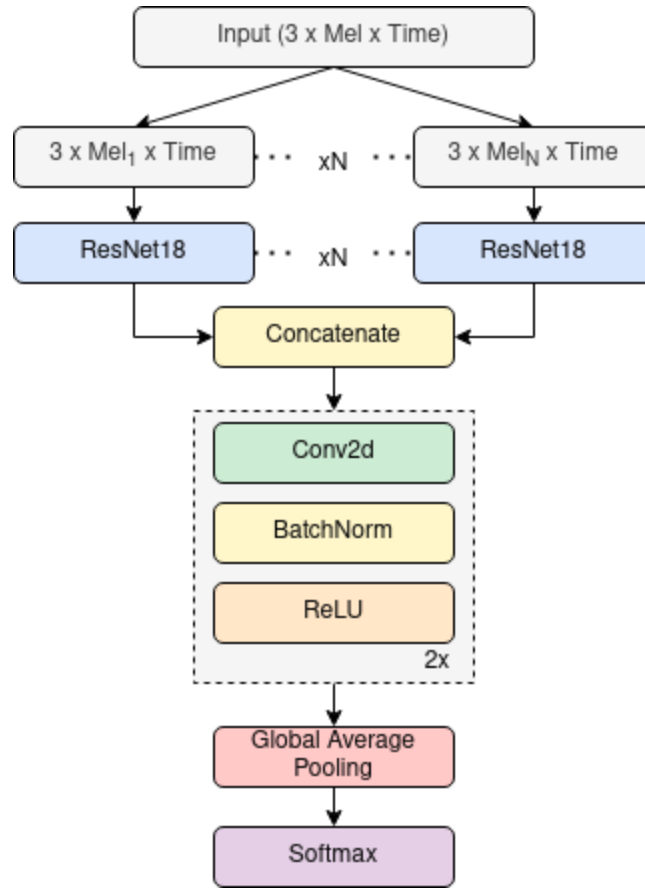 Input (3 x Mel x Time)
3 x Mel₁ x Time
xN
3 x Mel_N x Time
ResNet18
xN
ResNet18
Concatenate
Conv2d
BatchNorm
ReLU
2x
Global Average
Pooling
Softmax